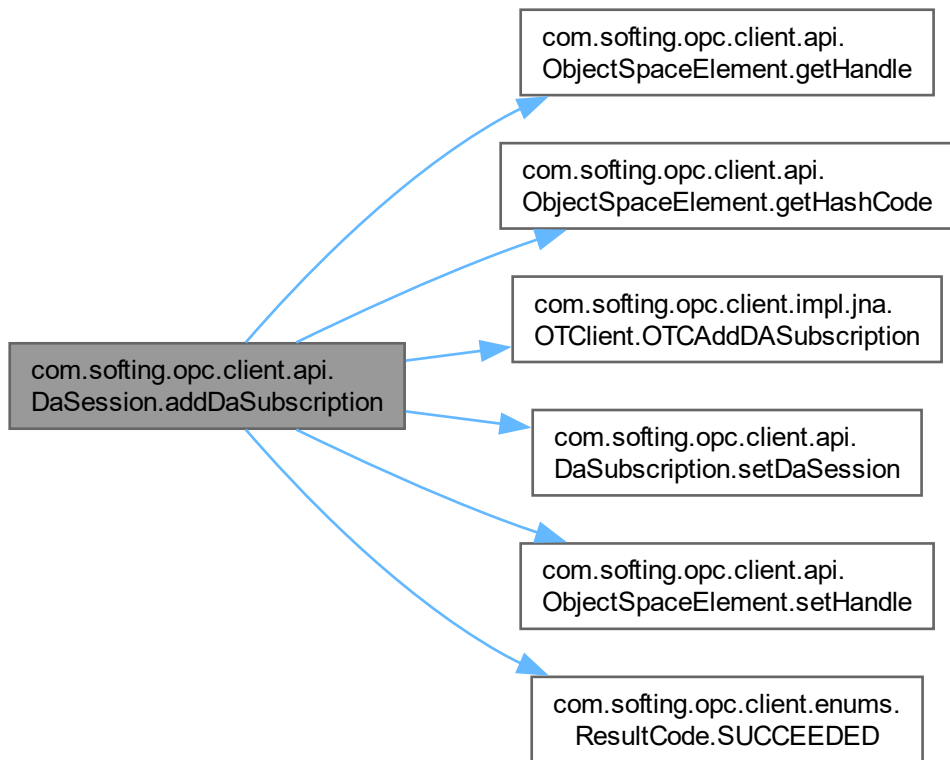 com.softing.opc.client.api.
ObjectSpaceElement.getHandle
com.softing.opc.client.api.
ObjectSpaceElement.getHashCode
com.softing.opc.client.impl.jna.
OTClient.OTCAddDASubscription
com.softing.opc.client.api.
DaSession.addDaSubscription
com.softing.opc.client.api.
DaSubscription.setDaSession
com.softing.opc.client.api.
ObjectSpaceElement.setHandle
com.softing.opc.client.enums.
ResultCode.SUCCEEDED